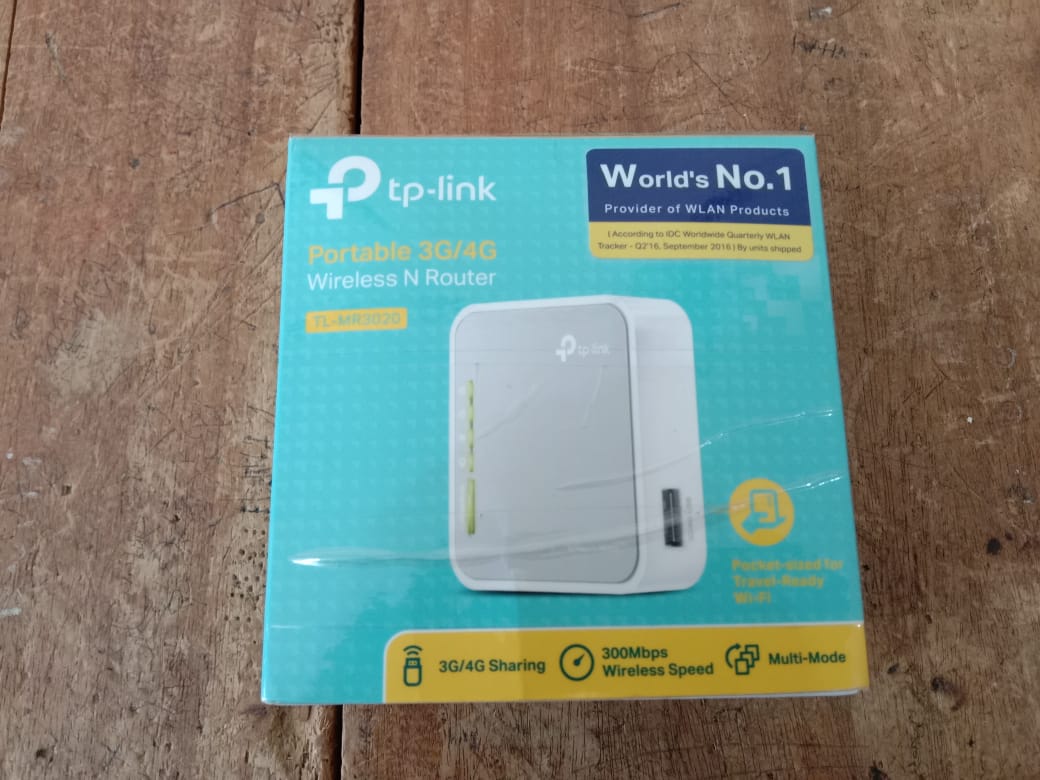 tp-link
World's No.1
Provider of WLAN Products
( According to IDC Worldwide Quarterly WLAN
Tracker - Q2'16, September 2016 ) By units shipped
Portable 3G/4G
Wireless N Router
TL-MR3020
tp-link
Pocket-sized for
Travel-Ready
Wi-Fi
3G/4G Sharing
300Mbps
Wireless Speed
Multi-Mode